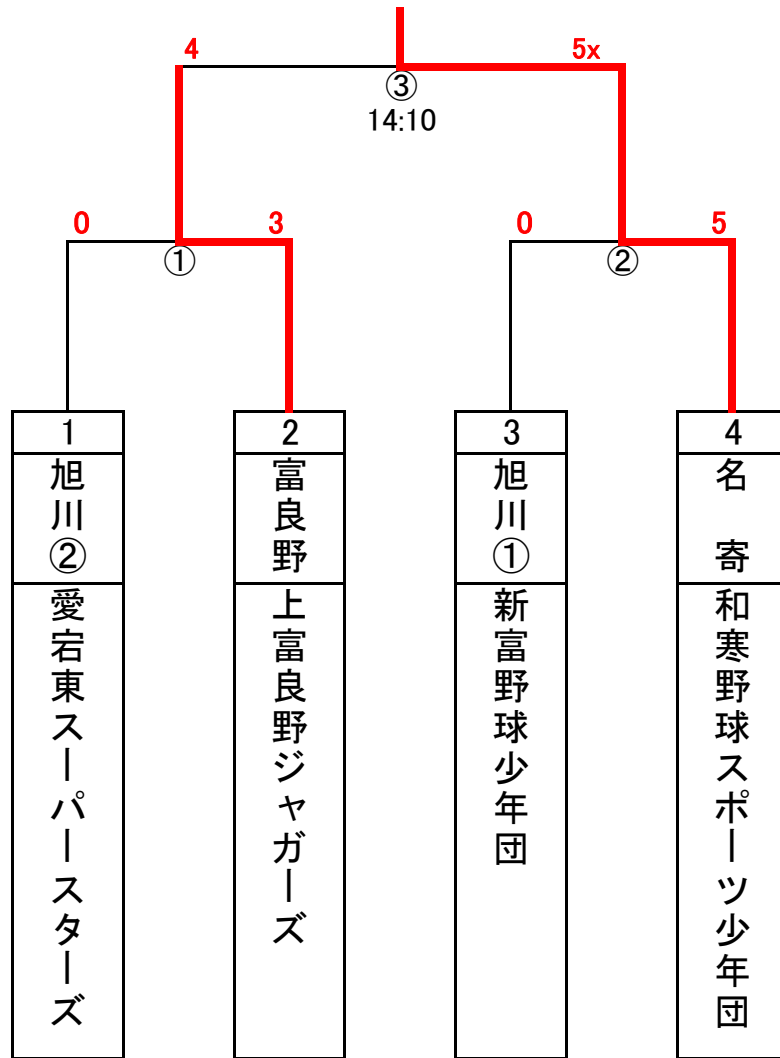 4
5x
③
14:10
0
3
0
5
①
②
1
2
3
4
旭川②
富良野
旭川①
名 寄
愛宕東スーパースターズ
上富良野ジャガーズ
新富野球少年団
和寒野球スポーツ少年団